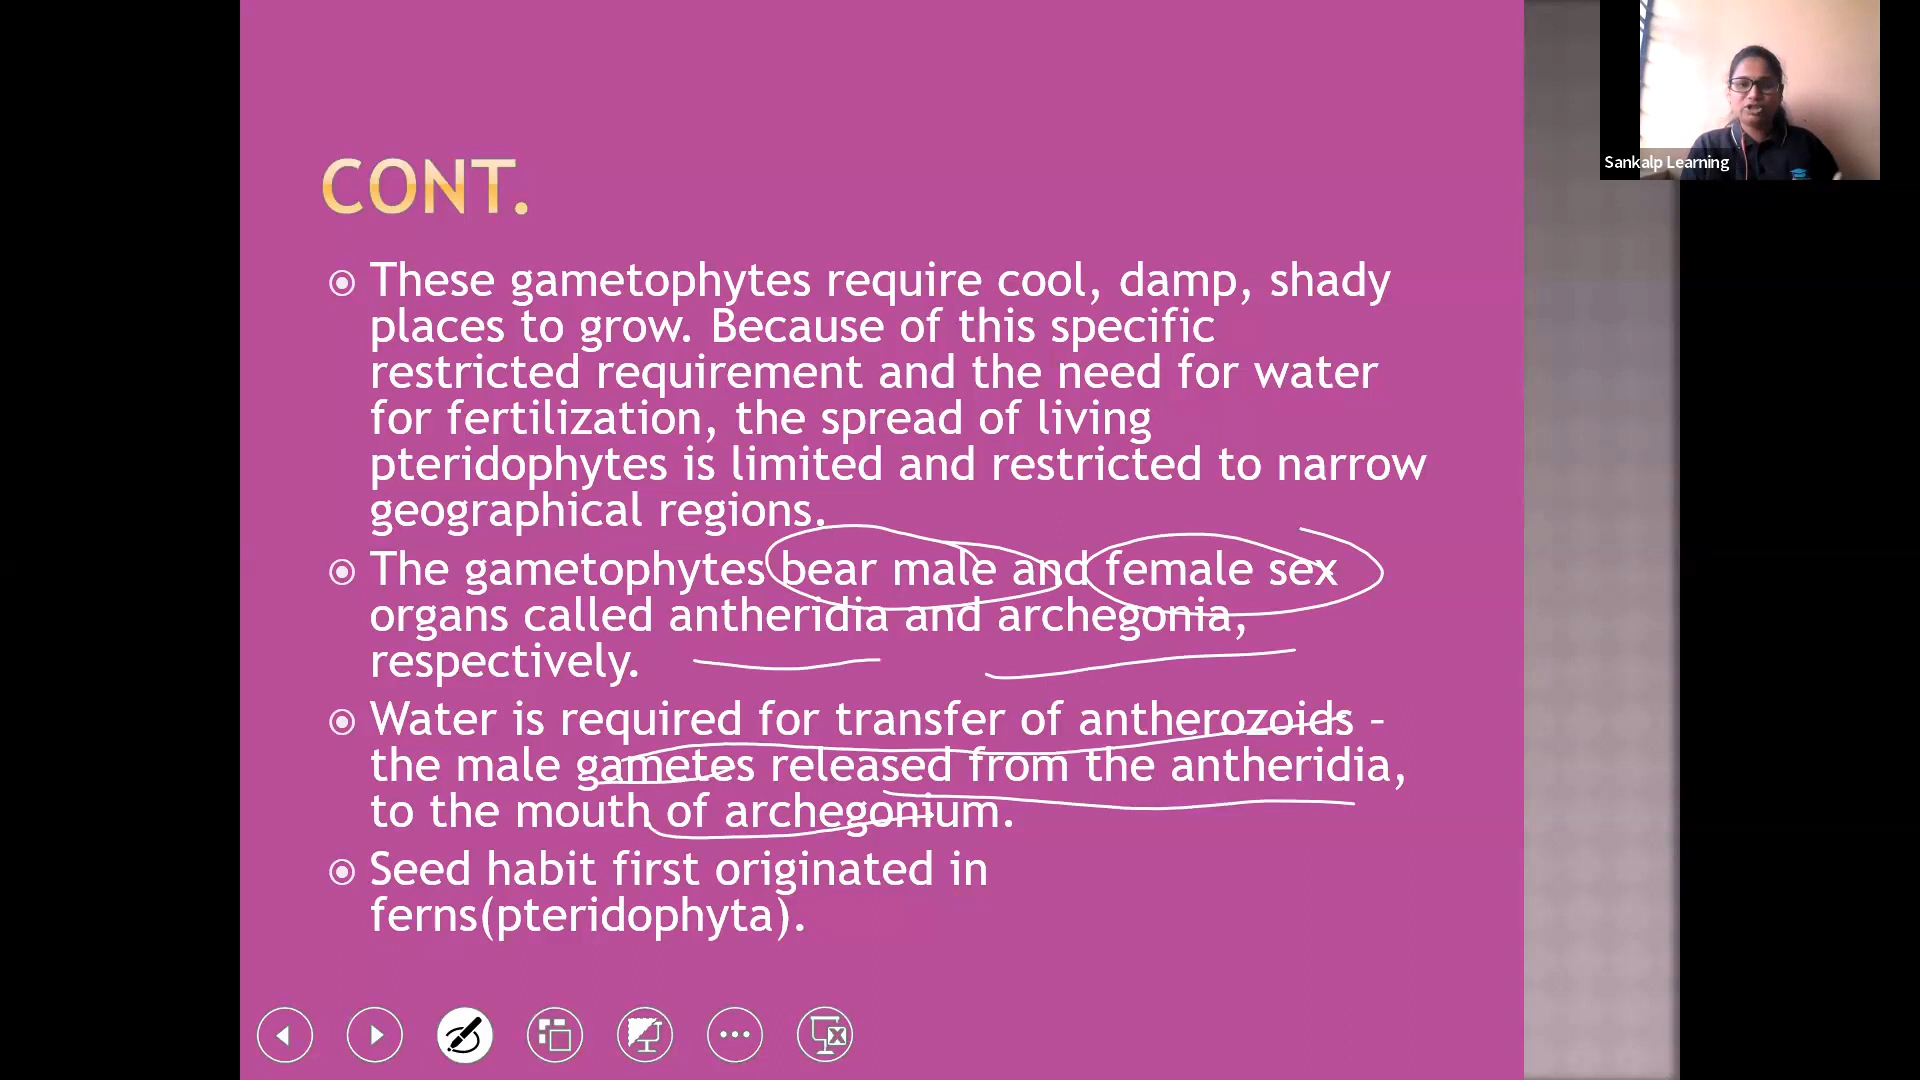 Sankalp Learning
CONT.
These gametophytes require cool, damp, shady
places to grow. Because of this specific
restricted requirement and the need for water
for fertilization, the spread of living
pteridophytes is limited and restricted to narrow
geographical regions.
The gametophytes bear male and female sex
organs called antheridia and archegonia,
respectively.
Water is required for transfer of antherozoids –
the male gametes released from the antheridia,
to the mouth of archegonium.
Seed habit first originated in
ferns(pteridophyta).